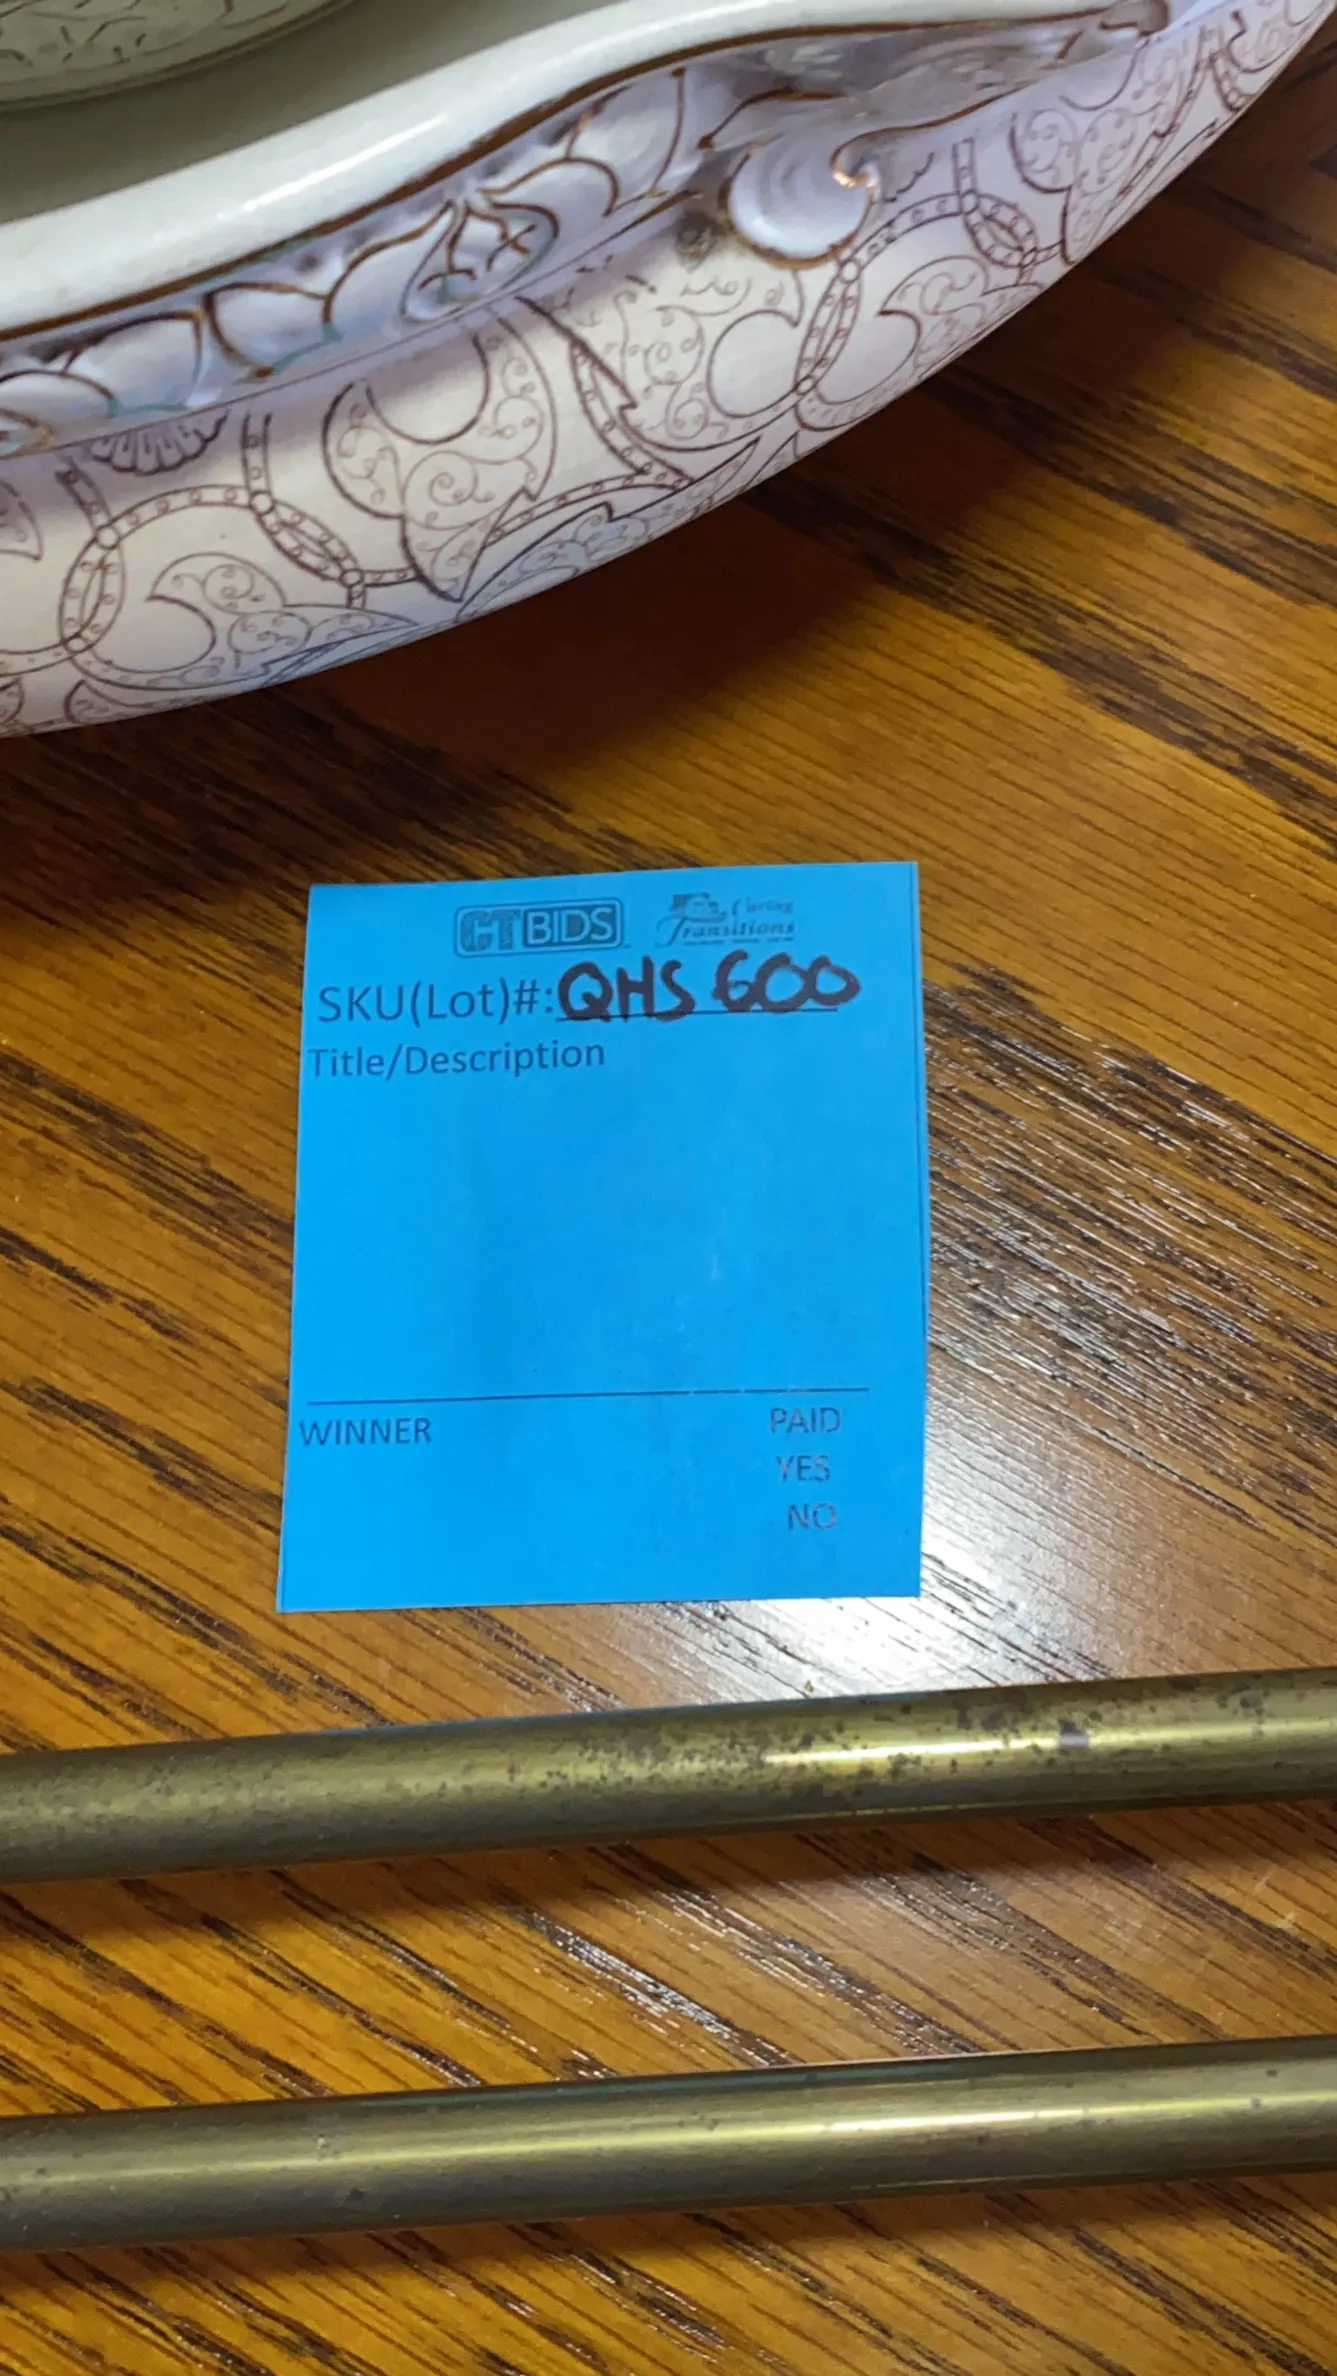 CTBIDS Caring Transitions
SKU(Lot)#: QHS 600
Title/Description
WINNER PAID
YES
NO